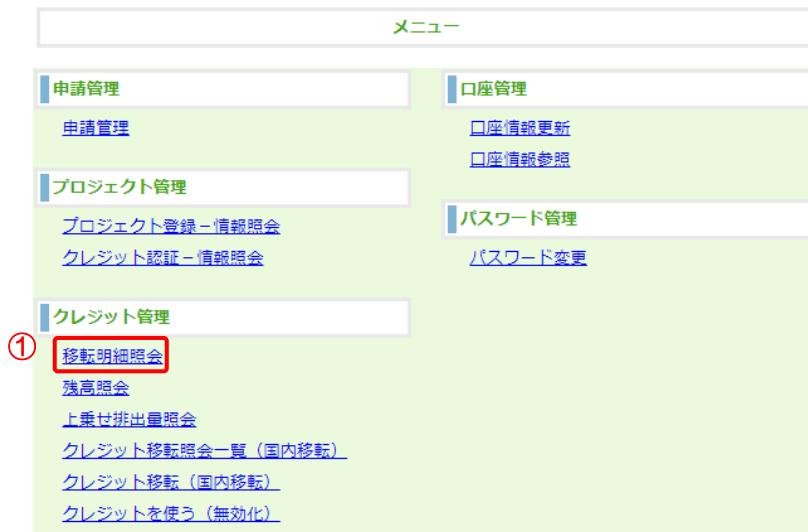 メニュー
申請管理
申請管理
プロジェクト管理
プロジェクト登録－情報照会
クレジット認証－情報照会
クレジット管理
①
移転明細照会
残高照会
上乗せ排出量照会
クレジット移転照会一覧（国内移転）
クレジット移転（国内移転）
クレジットを使う（無効化）
口座管理
口座情報更新
口座情報参照
パスワード管理
パスワード変更